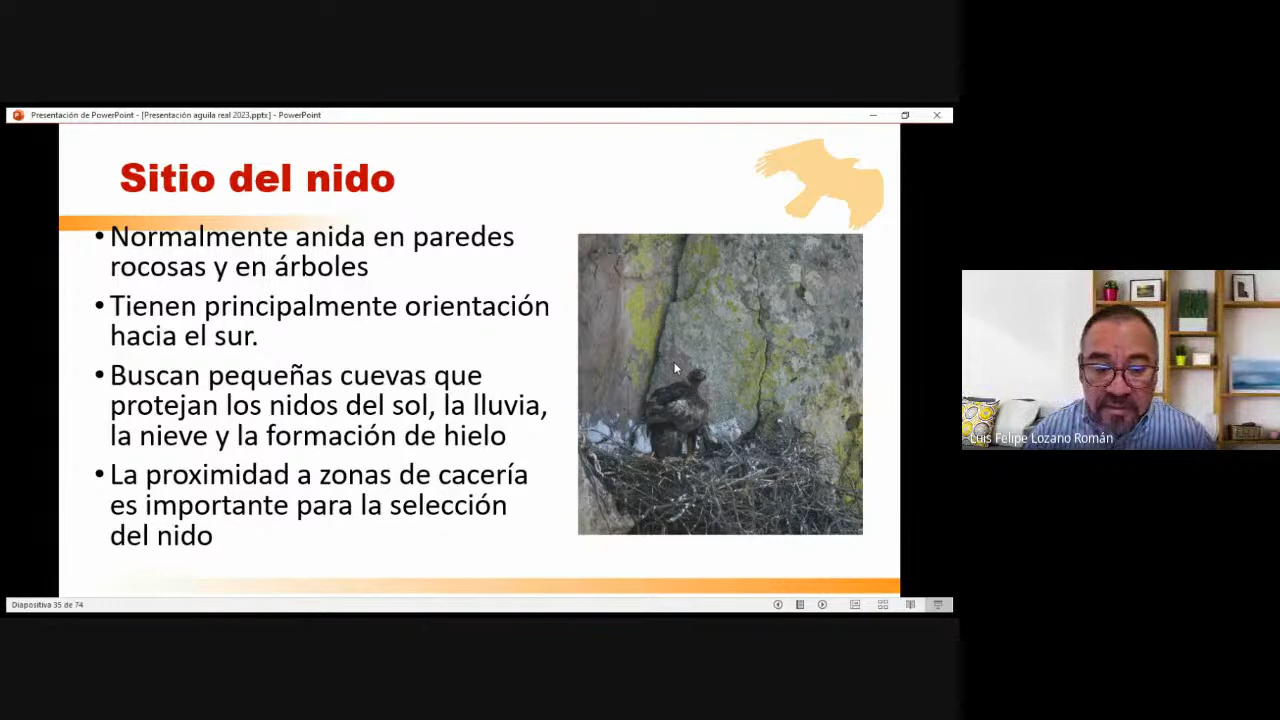 Presentación de PowerPoint - [Presentación aguila real 2023.pptx] - PowerPoint
Sitio del nido
• Normalmente anida en paredes
rocosas y en árboles
• Tienen principalmente orientación
hacia el sur.
• Buscan pequeñas cuevas que
protejan los nidos del sol, la lluvia,
la nieve y la formación de hielo
• La proximidad a zonas de cacería
es importante para la selección
del nido
Diapositiva 35 de 74
Luis Felipe Lozano Román